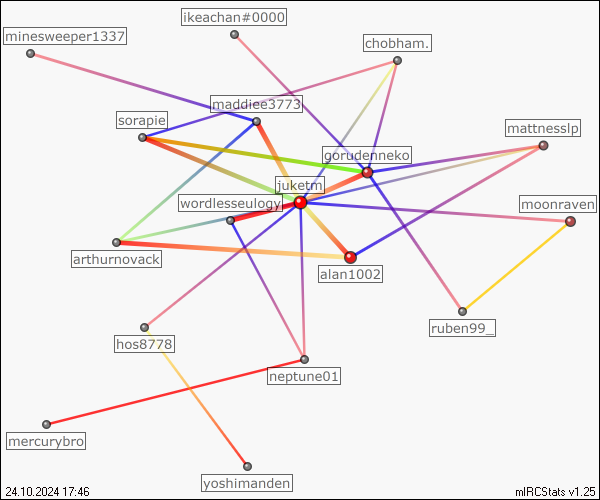 ikeachan#0000
minesweeper1337
chobham.
maddiee3773
sorapie
mattnesslp
gorudenneko
juketm
wordlesseulogy
moonraven
arthurnovack
alan1002
ruben99_
hos8778
neptune01
mercurybro
yoshimanden
24.10.2024 17:46
mIRCStats v1.25